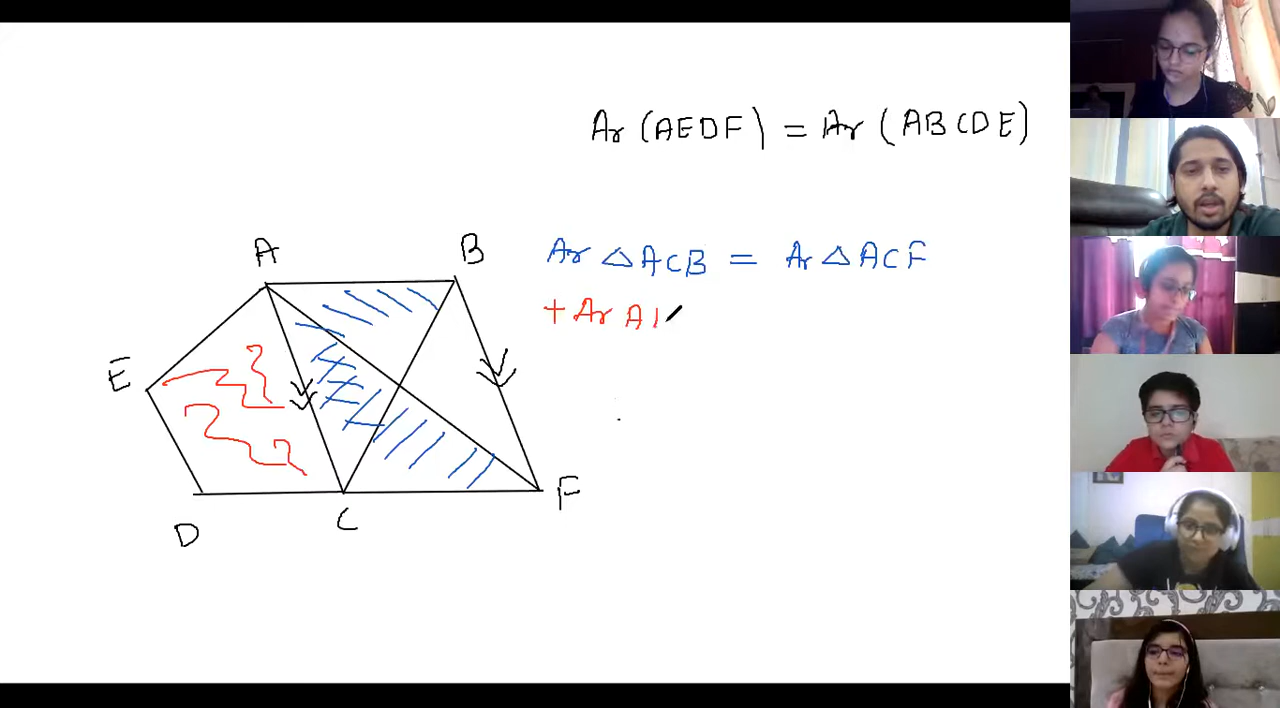 Ar (AEDF) = Ar (ABCDE)
A
B
Ar △ ACB = Ar △ ACF
+ Ar A
E
F
C
D